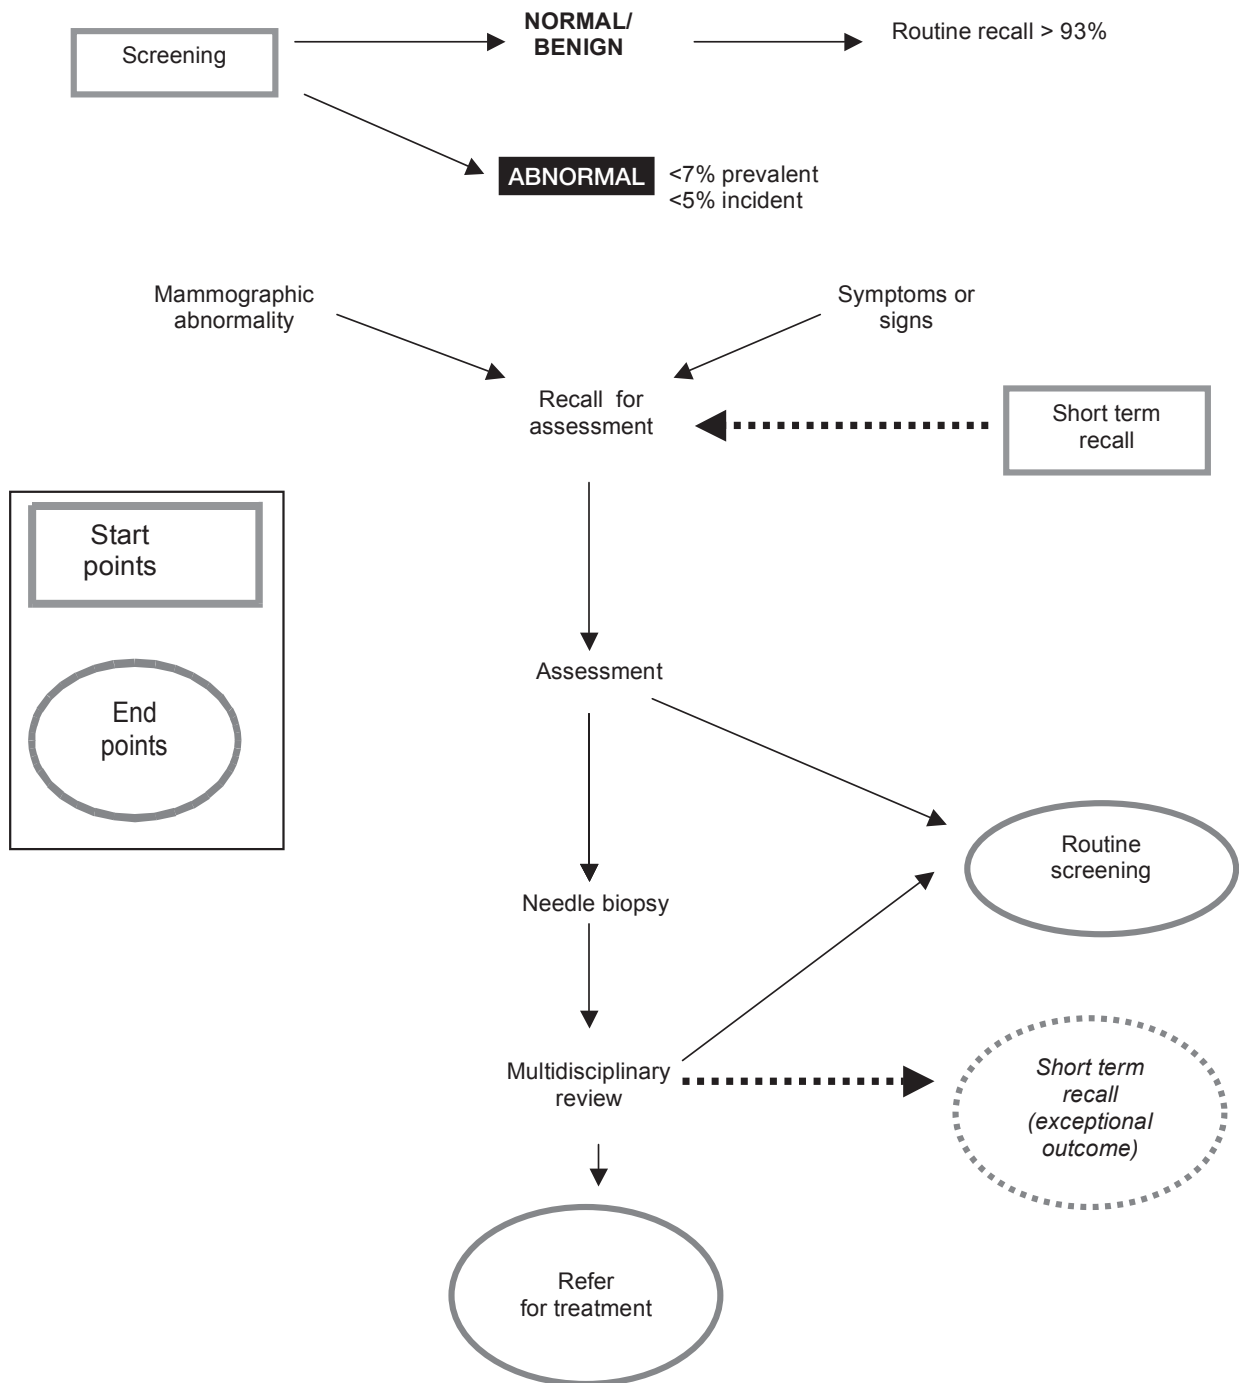 Screening
NORMAL/
BENIGN
Routine recall > 93%
ABNORMAL
<7% prevalent
<5% incident
Mammographic
abnormality
Symptoms or
signs
Recall for
assessment
Short term
recall
Start
points
End
points
Assessment
Routine
screening
Needle biopsy
Multidisciplinary
review
Short term
recall
(exceptional
outcome)
Refer
for treatment